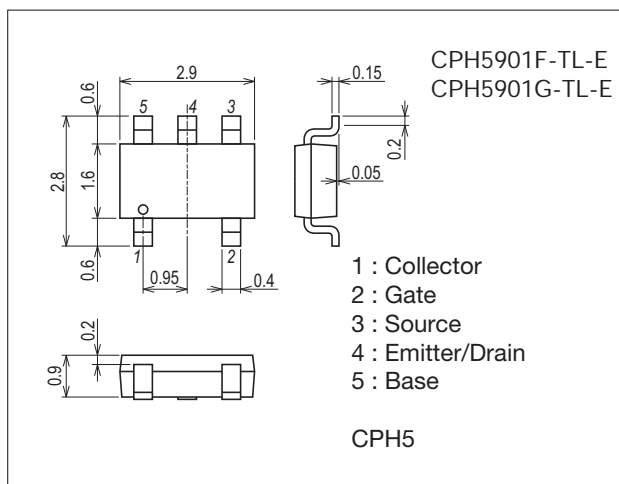 CPH5901F-TL-E
CPH5901G-TL-E
2.9
0.15
0.6
5
4
3
0.2
2.8
1.6
0.05
0.6
1
2
0.95
0.4
1 : Collector
2 : Gate
3 : Source
4 : Emitter/Drain
5 : Base
0.2
0.9
CPH5